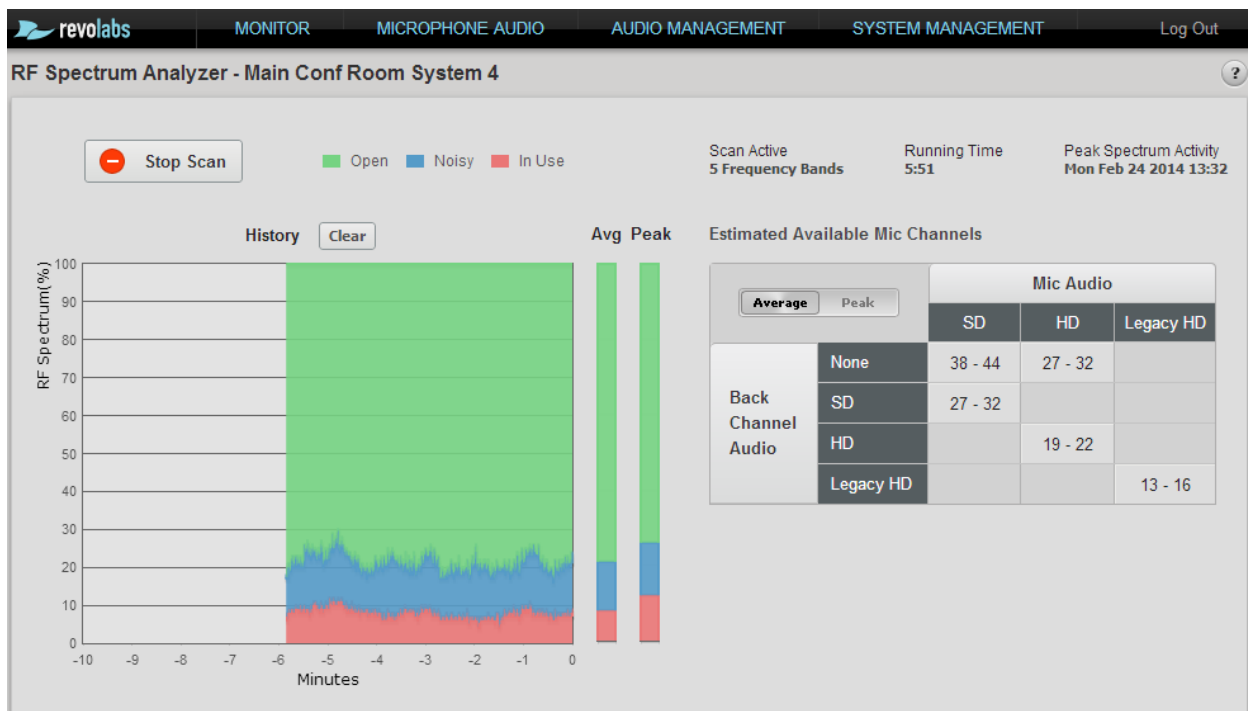 revolabs MONITOR MICROPHONE AUDIO AUDIO MANAGEMENT SYSTEM MANAGEMENT Log Out
RF Spectrum Analyzer - Main Conf Room System 4
?
Stop Scan
Open Noisy In Use
Scan Active Running Time Peak Spectrum Activity
5 Frequency Bands 5:51 Mon Feb 24 2014 13:32
History Clear
Avg Peak
RF Spectrum(%)
100
90
80
70
60
50
40
30
20
10
0
-10 -9 -8 -7 -6 -5 -4 -3 -2 -1 0
Minutes
Estimated Available Mic Channels
Average Peak
Mic Audio
SD HD Legacy HD
Back
Channel
Audio
None 38 - 44 27 - 32
SD 27 - 32
HD 19 - 22
Legacy HD 13 - 16